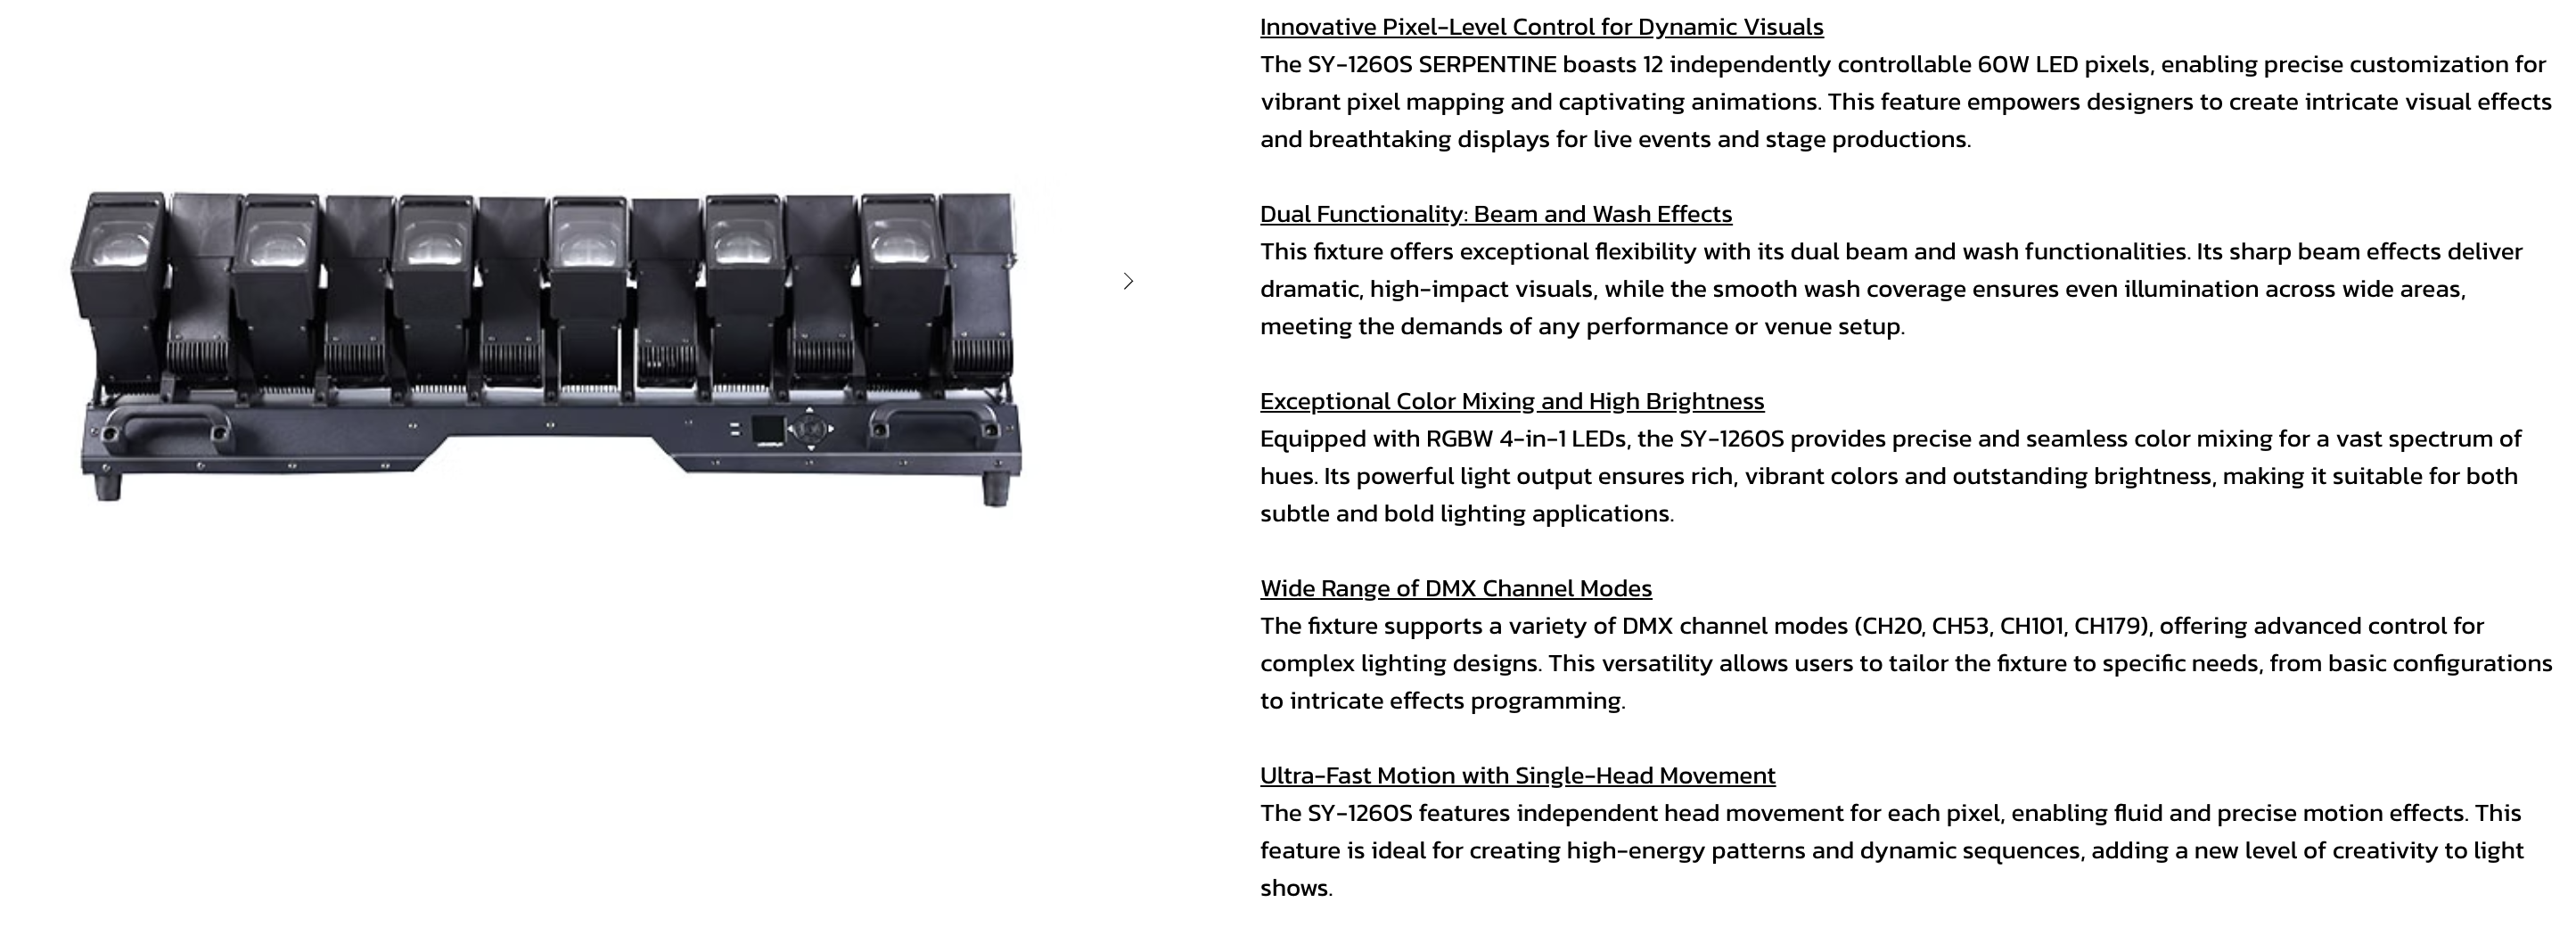 Innovative Pixel-Level Control for Dynamic Visuals
The SY-1260S SERPENTINE boasts 12 independently controllable 60W LED pixels, enabling precise customization for
vibrant pixel mapping and captivating animations. This feature empowers designers to create intricate visual effects
and breathtaking displays for live events and stage productions.
Dual Functionality: Beam and Wash Effects
This fixture offers exceptional flexibility with its dual beam and wash functionalities. Its sharp beam effects deliver
dramatic, high-impact visuals, while the smooth wash coverage ensures even illumination across wide areas,
meeting the demands of any performance or venue setup.
Exceptional Color Mixing and High Brightness
Equipped with RGBW 4-in-1 LEDs, the SY-1260S provides precise and seamless color mixing for a vast spectrum of
hues. Its powerful light output ensures rich, vibrant colors and outstanding brightness, making it suitable for both
subtle and bold lighting applications.
Wide Range of DMX Channel Modes
The fixture supports a variety of DMX channel modes (CH20, CH53, CH101, CH179), offering advanced control for
complex lighting designs. This versatility allows users to tailor the fixture to specific needs, from basic configurations
to intricate effects programming.
Ultra-Fast Motion with Single-Head Movement
The SY-1260S features independent head movement for each pixel, enabling fluid and precise motion effects. This
feature is ideal for creating high-energy patterns and dynamic sequences, adding a new level of creativity to light
shows.